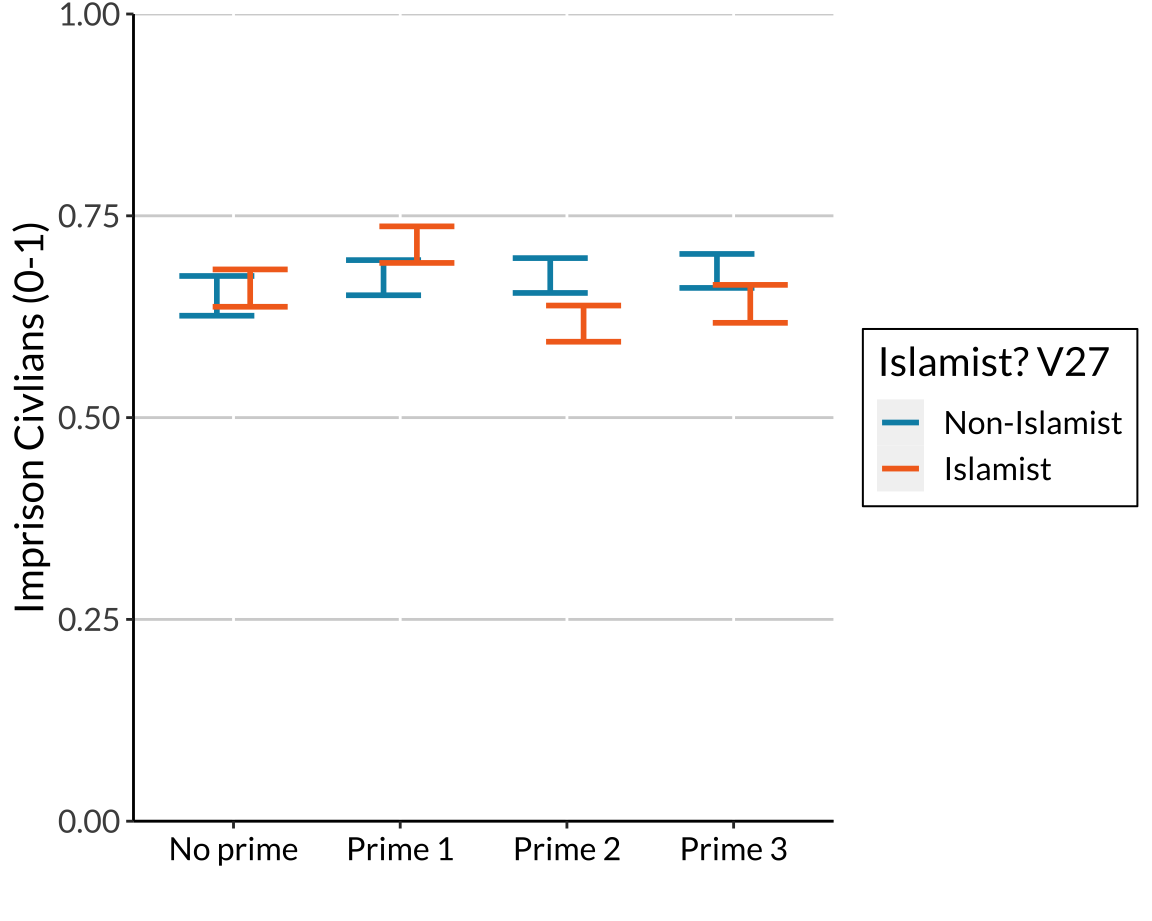 1.00
0.75
0.50
0.25
0.00
Imprison Civlians (0-1)
No prime Prime 1 Prime 2 Prime 3
Islamist? V27
Non-Islamist
Islamist